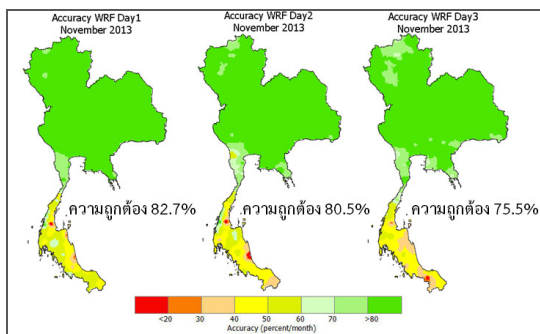 Accuracy WRF Day1
November 2013
Accuracy WRF Day2
November 2013
Accuracy WRF Day3
November 2013
ความถูกต้อง 82.7%
ความถูกต้อง 80.5%
ความถูกต้อง 75.5%
<20 30 40 50 60 70 >80
Accuracy (percent/month)